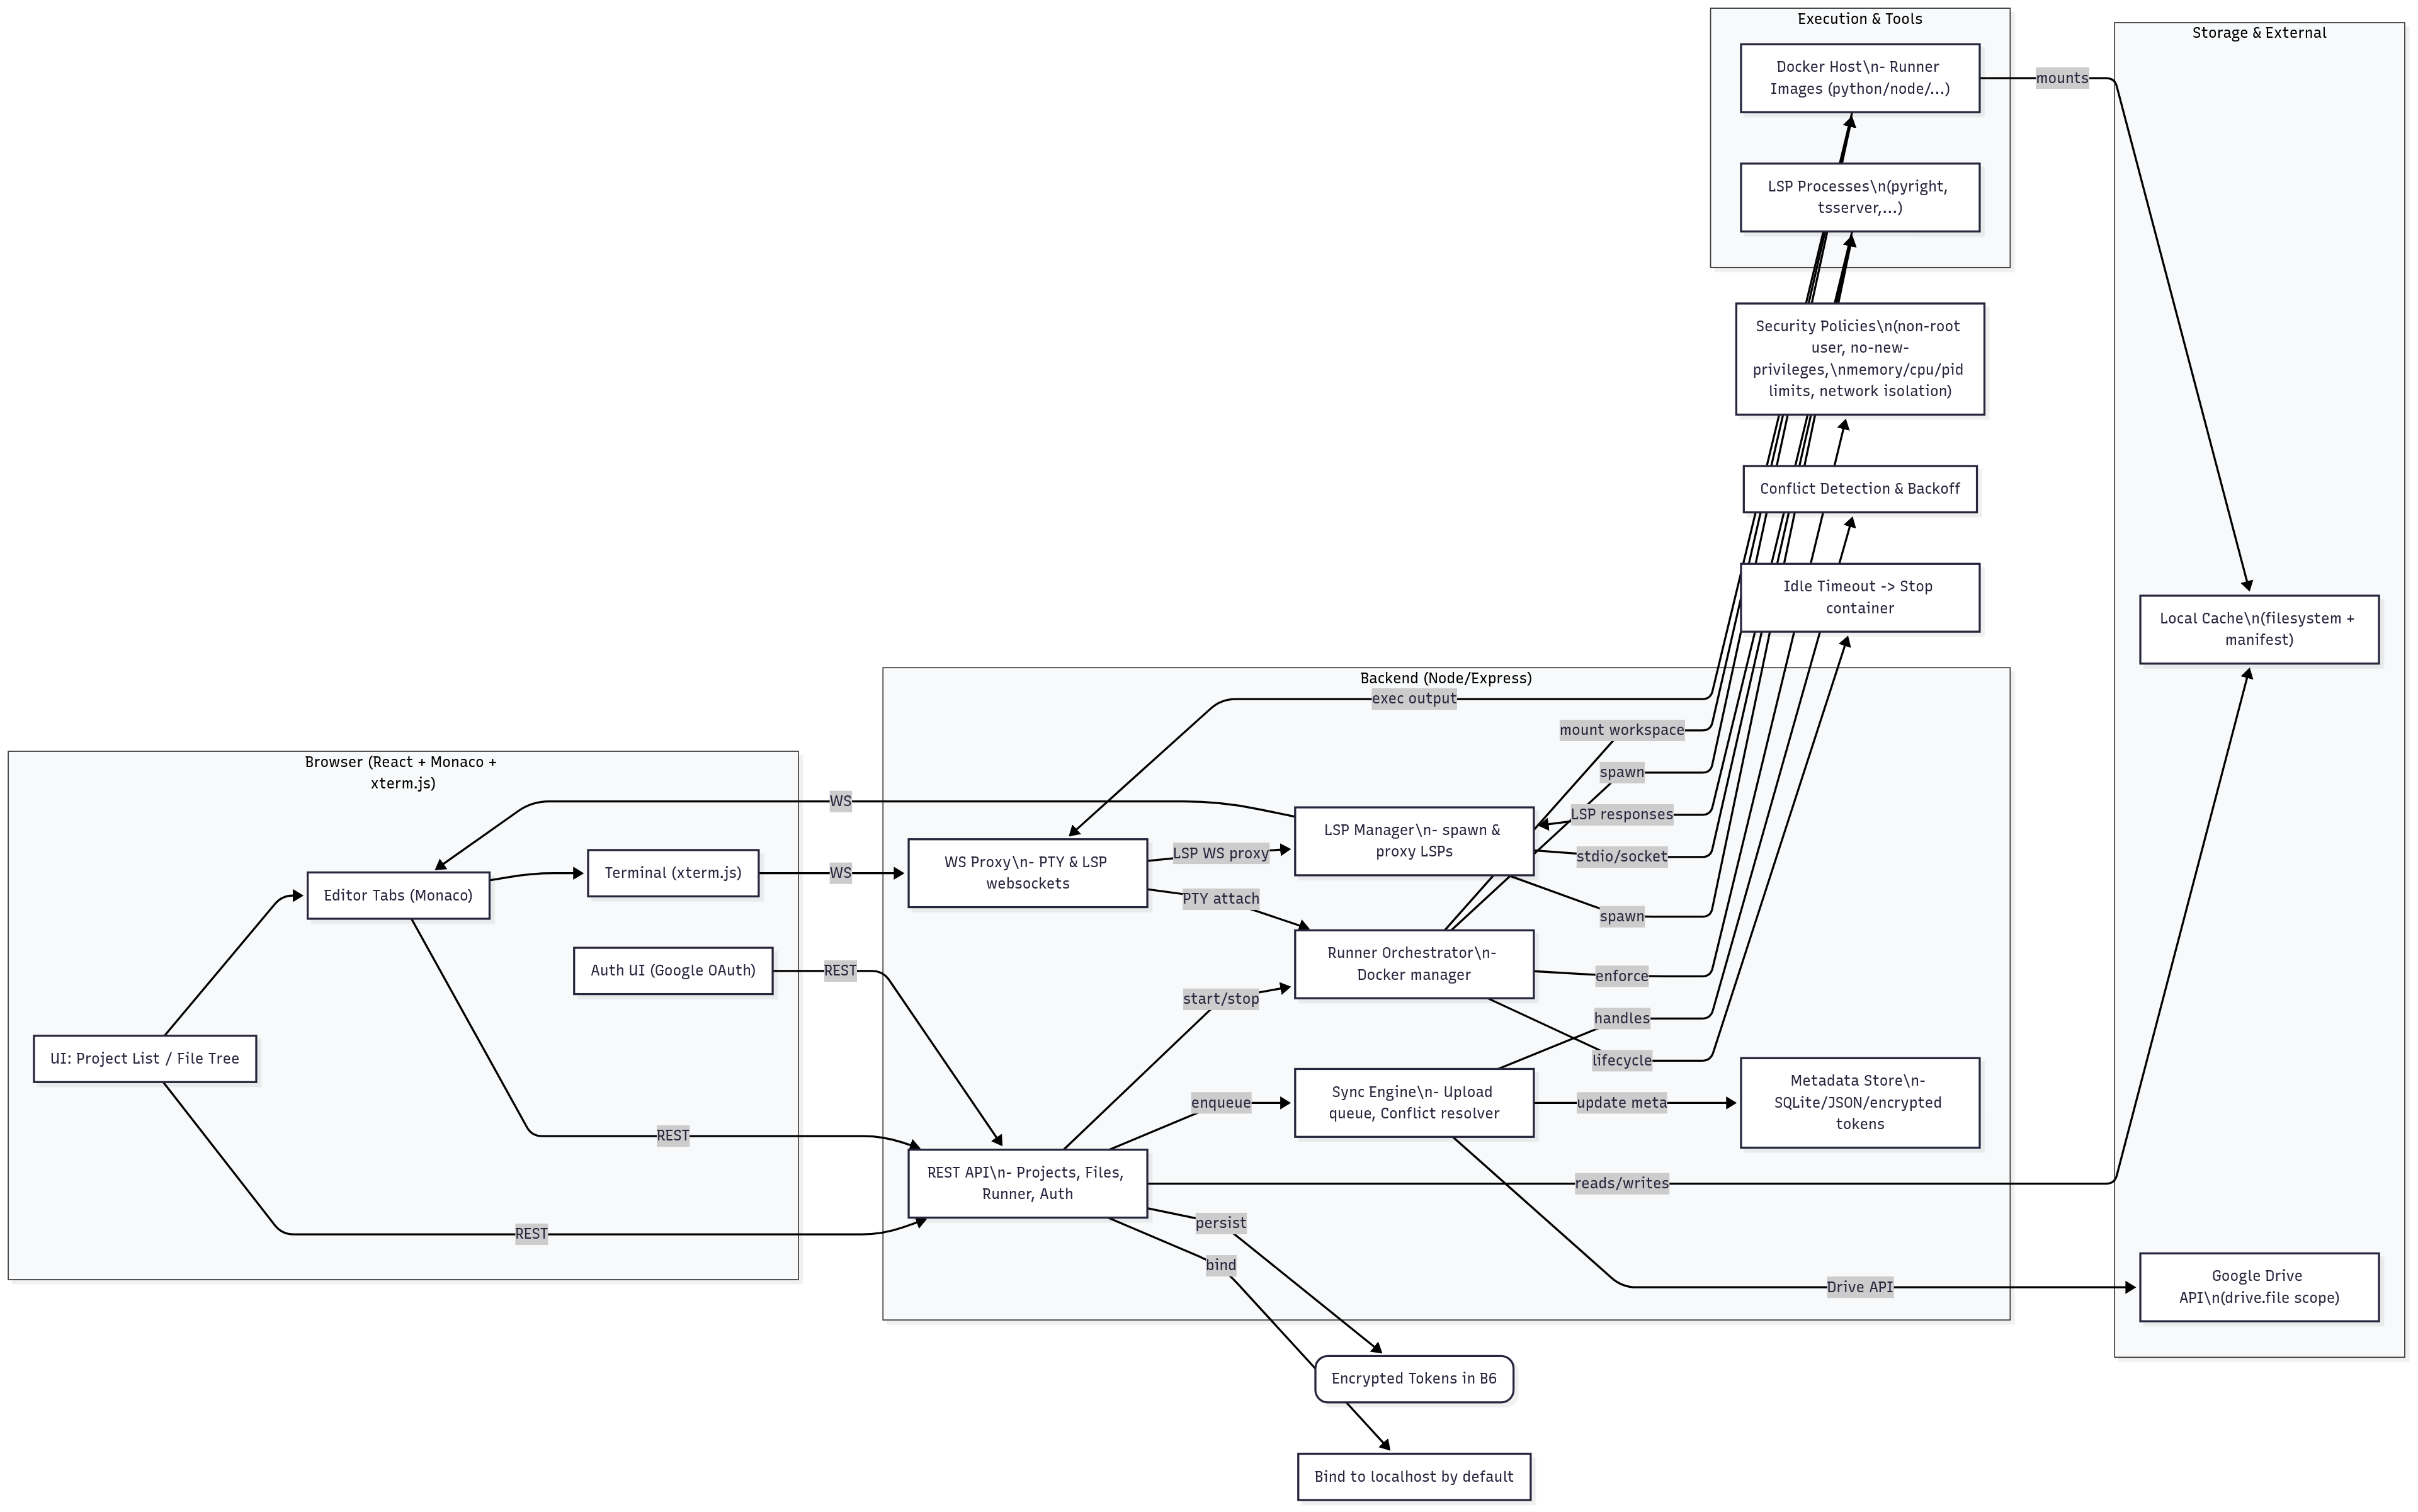 Execution & Tools
Docker Host\n- Runner
Images (python/node/...)
LSP Processes\n(pyright,
tsserver,...)
mounts
Storage & External
Local Cache\n(filesystem +
manifest)
Google Drive
API\n(drive.file scope)
Security Policies\n(non-root
user, no-new-
privileges,\nmemory/cpu/pid
limits, network isolation)
Conflict Detection & Backoff
Idle Timeout -> Stop
container
Backend (Node/Express)
exec output
mount workspace
spawn
LSP responses
stdio/socket
spawn
enforce
handles
lifecycle
update meta
reads/writes
Drive API
LSP Manager\n- spawn &
proxy LSPs
WS Proxy\n- PTY & LSP
websockets
LSP WS proxy
PTY attach
Runner Orchestrator\n-
Docker manager
start/stop
enqueue
Sync Engine\n- Upload
queue, Conflict resolver
Metadata Store\n-
SQLite/JSON/encrypted
tokens
REST API\n- Projects, Files,
Runner, Auth
persist
bind
Encrypted Tokens in B6
Bind to localhost by default
Browser (React + Monaco +
xterm.js)
WS
WS
REST
REST
REST
Editor Tabs (Monaco)
Terminal (xterm.js)
Auth UI (Google OAuth)
UI: Project List / File Tree